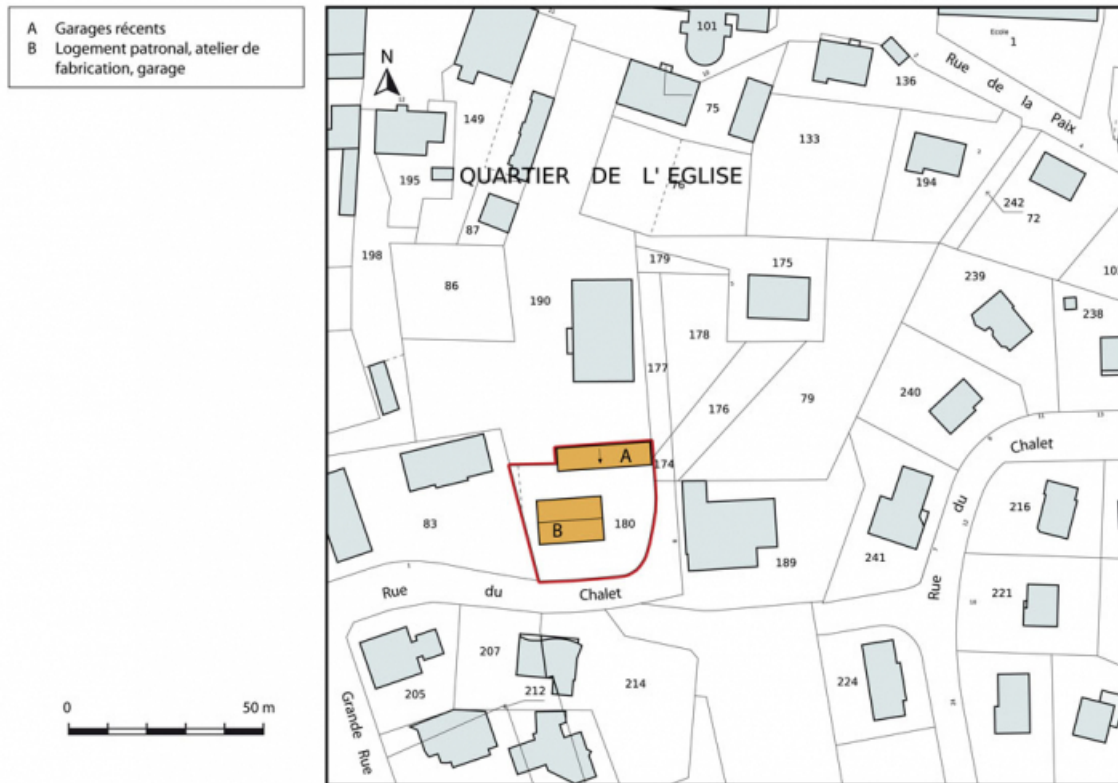 A Garages récents
B Logement patronal, atelier de
fabrication, garage
N
0 50 m
QUARTIER DE L' EGLISE
Ecole
1
Rue de la Paix
101
136
75
133
149
195
76
194
242
72
87
198
179
175
239
86
190
178
238
177
176
79
240
Chalet
A
174
83
B
180
189
241
216
Rue du Chalet
Rue du
221
207
205
212
214
224
Grande Rue